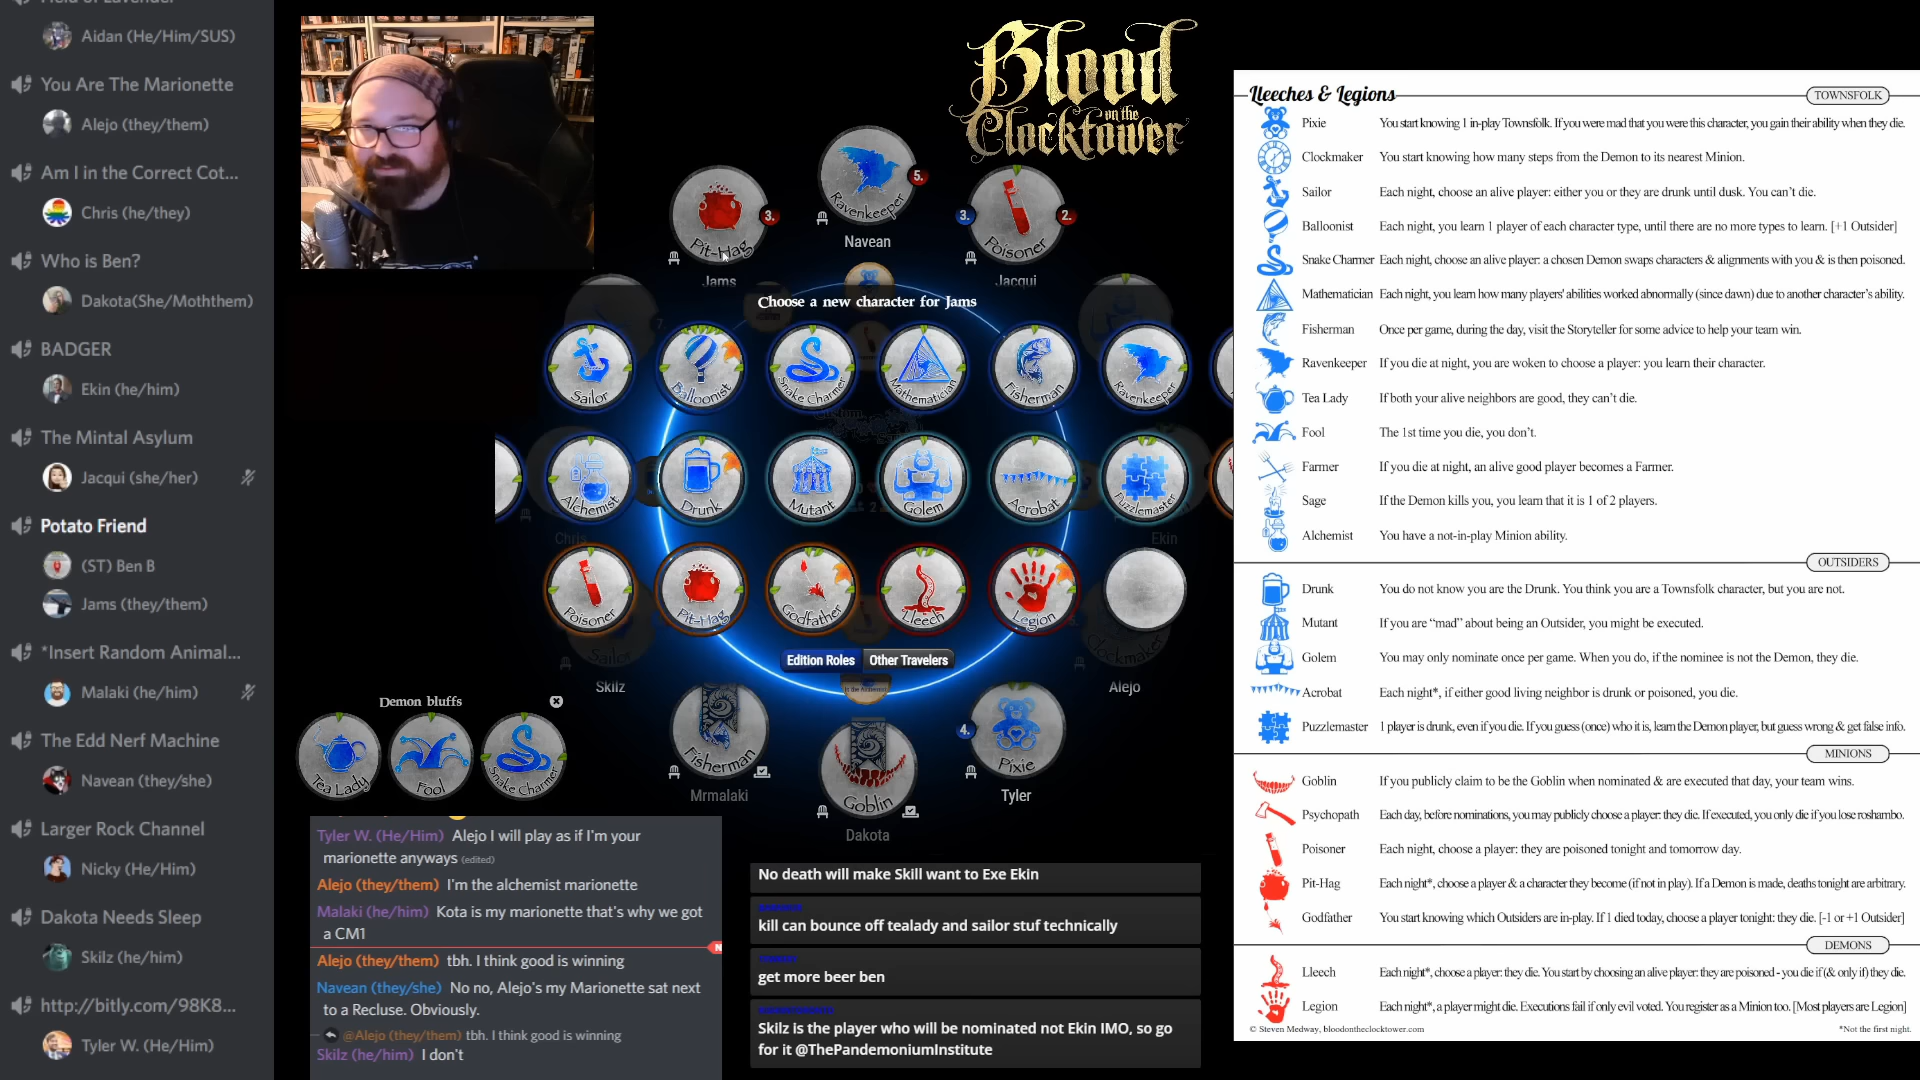 Aidan (He/Him/SUS)
You Are The Marionette
Alejo (they/them)
Am I in the Correct Cot...
Chris (he/they)
Who is Ben?
Dakota(She/Moththem)
BADGER
Ekin (he/him)
The Mintal Asylum
Jacqui (she/her)
Potato Friend
(ST) Ben B
Jams (they/them)
*Insert Random Animal...
Malaki (he/him)
The Edd Nerf Machine
Navean (they/she)
Larger Rock Channel
Nicky (He/Him)
Dakota Needs Sleep
Skilz (he/him)
http://bitly.com/98K8...
Tyler W. (He/Him)
Blood
on the
Clocktower
Pit-Hag
3.
Jams
Ravenkeeper
5.
Navean
3.
Poisoner
2.
Jacqui
Choose a new character for Jams
Sailor
Balloonist
Snake Charmer
Mathematician
Fisherman
Ravenkeeper
Alchemist
Drunk
Mutant
Golem
Acrobat
Puzzlemaster
Chris
Ekin
Poisoner
Pit-Hag
Godfather
Lleech
Legion
Sailor
Clockmaker
Edition Roles
Other Travelers
Skilz
Alejo
Fisherman
Mrmalaki
Goblin
Dakota
4.
Pixie
Tyler
Demon bluffs
Tea Lady
Fool
Snake Charmer
Tyler W. (He/Him) Alejo I will play as if I'm your
marionette anyways (edited)
Alejo (they/them) I'm the alchemist marionette
Malaki (he/him) Kota is my marionette that's why we got
a CM1
Alejo (they/them) tbh. I think good is winning
Navean (they/she) No no, Alejo's my Marionette sat next
to a Recluse. Obviously.
@Alejo (they/them) tbh. I think good is winning
Skilz (he/him) I don't
No death will make Skill want to Exe Ekin
kill can bounce off tealady and sailor stuf technically
get more beer ben
Skilz is the player who will be nominated not Ekin IMO, so go
for it @ThePandemoniumInstitute
Lleeches & Legions
TOWNSFOLK
Pixie You start knowing 1 in-play Townsfolk. If you were mad that you were this character, you gain their ability when they die.
Clockmaker You start knowing how many steps from the Demon to its nearest Minion.
Sailor Each night, choose an alive player: either you or they are drunk until dusk. You can't die.
Balloonist Each night, you learn 1 player of each character type, until there are no more types to learn. [+1 Outsider]
Snake Charmer Each night, choose an alive player: a chosen Demon swaps characters & alignments with you & is then poisoned.
Mathematician Each night, you learn how many players' abilities worked abnormally (since dawn) due to another character's ability.
Fisherman Once per game, during the day, visit the Storyteller for some advice to help your team win.
Ravenkeeper If you die at night, you are woken to choose a player: you learn their character.
Tea Lady If both your alive neighbors are good, they can't die.
Fool The 1st time you die, you don't.
Farmer If you die at night, an alive good player becomes a Farmer.
Sage If the Demon kills you, you learn that it is 1 of 2 players.
Alchemist You have a not-in-play Minion ability.
OUTSIDERS
Drunk You do not know you are the Drunk. You think you are a Townsfolk character, but you are not.
Mutant If you are “mad” about being an Outsider, you might be executed.
Golem You may only nominate once per game. When you do, if the nominee is not the Demon, they die.
Acrobat Each night*, if either good living neighbor is drunk or poisoned, you die.
Puzzlemaster 1 player is drunk, even if you die. If you guess (once) who it is, learn the Demon player, but guess wrong & get false info.
MINIONS
Goblin If you publicly claim to be the Goblin when nominated & are executed that day, your team wins.
Psychopath Each day, before nominations, you may publicly choose a player: they die. If executed, you only die if you lose roshambo.
Poisoner Each night, choose a player: they are poisoned tonight and tomorrow day.
Pit-Hag Each night*, choose a player & a character they become (if not in play). If a Demon is made, deaths tonight are arbitrary.
Godfather You start knowing which Outsiders are in-play. If 1 died today, choose a player tonight: they die. [-1 or +1 Outsider]
DEMONS
Lleech Each night*, choose a player: they die. You start by choosing an alive player: they are poisoned - you die if (& only if) they die.
Legion Each night*, a player might die. Executions fail if only evil voted. You register as a Minion too. [Most players are Legion]
© Steven Medway, bloodontheclocktower.com
*Not the first night.